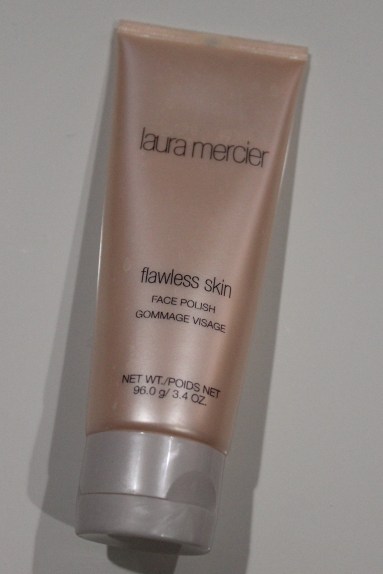 laura mercier
flawless skin
FACE POLISH
GOMMAGE VISAGE
NET WT./POIDS NET
96.0 g/ 3.4 OZ.